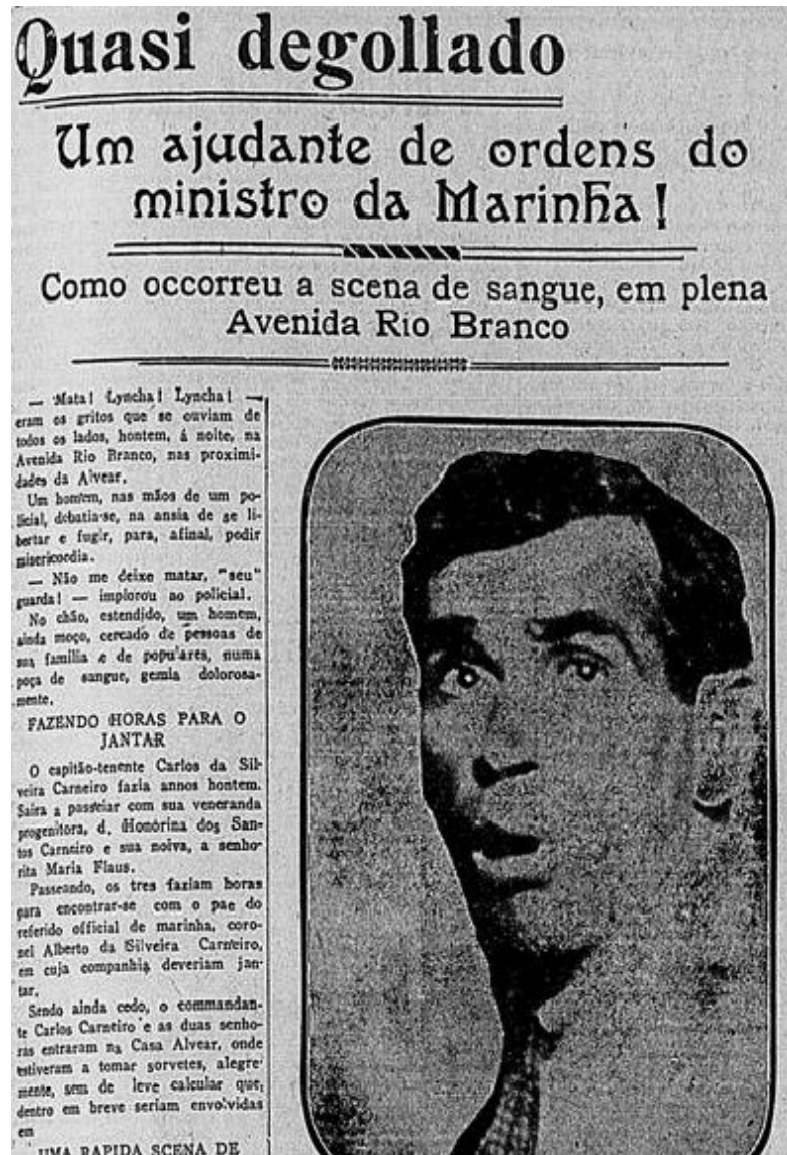 Quasi degollado
Um ajudante de ordens do
ministro da Marinha!
Como occorreu a scena de sangue, em plena
Avenida Rio Branco
— Mata! Lyncha! Lyncha! —
eram os gritos que se ouviam de
todos os lados, hontem, á noite, na
Avenida Rio Branco, nas proximi-
dades da Alvear.
Um homem, nas mãos de um po-
licial, debatia-se, na ansia de se li-
bertar e fugir, para, afinal, pedir
misericordia.
— Não me deixe matar, "seu"
guarda! — implorou ao policial.
No chão, estendido, um homem,
ainda moço, cercado de pessoas de
sua familia e de populares, numa
poça de sangue, gemia dolorosa-
mente.
FAZENDO HORAS PARA O
JANTAR
O capitão-tenente Carlos da Sil-
veira Carneiro fazia annos hontem.
Saira a passeiar com sua veneranda
progenitora, d. Honorina dos San-
tos Carneiro e sua noiva, a senho-
rita Maria Flaus.
Passeando, os tres faziam horas
para encontrar-se com o pae do
referido official de marinha, coro-
nel Alberto da Silveira Carneiro,
em cuja companhia deveriam jan-
tar.
Sendo ainda cedo, o commandan-
te Carlos Carneiro e as duas senho-
ras entraram na Casa Alvear, onde
estiveram a tomar sorvetes, alegre-
mente, sem de leve calcular que,
dentro em breve seriam envolvidas
em
UMA RAPIDA SCENA DE